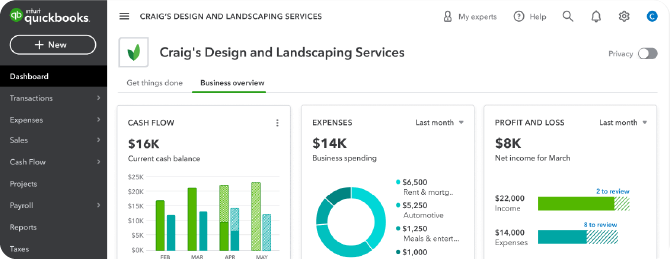 intuit
quickbooks.
+ New
Dashboard
Transactions
Expenses
Sales
Cash Flow
Projects
Payroll
Reports
Taxes
CRAIG'S DESIGN AND LANDSCAPING SERVICES
My experts
Help
C
Craig's Design and Landscaping Services
Privacy
Get things done
Business overview
CASH FLOW
$16K
Current cash balance
$25K
$20K
$15K
$10K
$5K
$0K
FEB MAR APR MAY
EXPENSES
Last month
$14K
Business spending
$6,500
Rent & mortg..
$5,250
Automotive
$1,250
Meals & entert...
$1,000
PROFIT AND LOSS
Last month
$8K
Net income for March
2 to review
$22,000
Income
8 to review
$14,000
Expenses